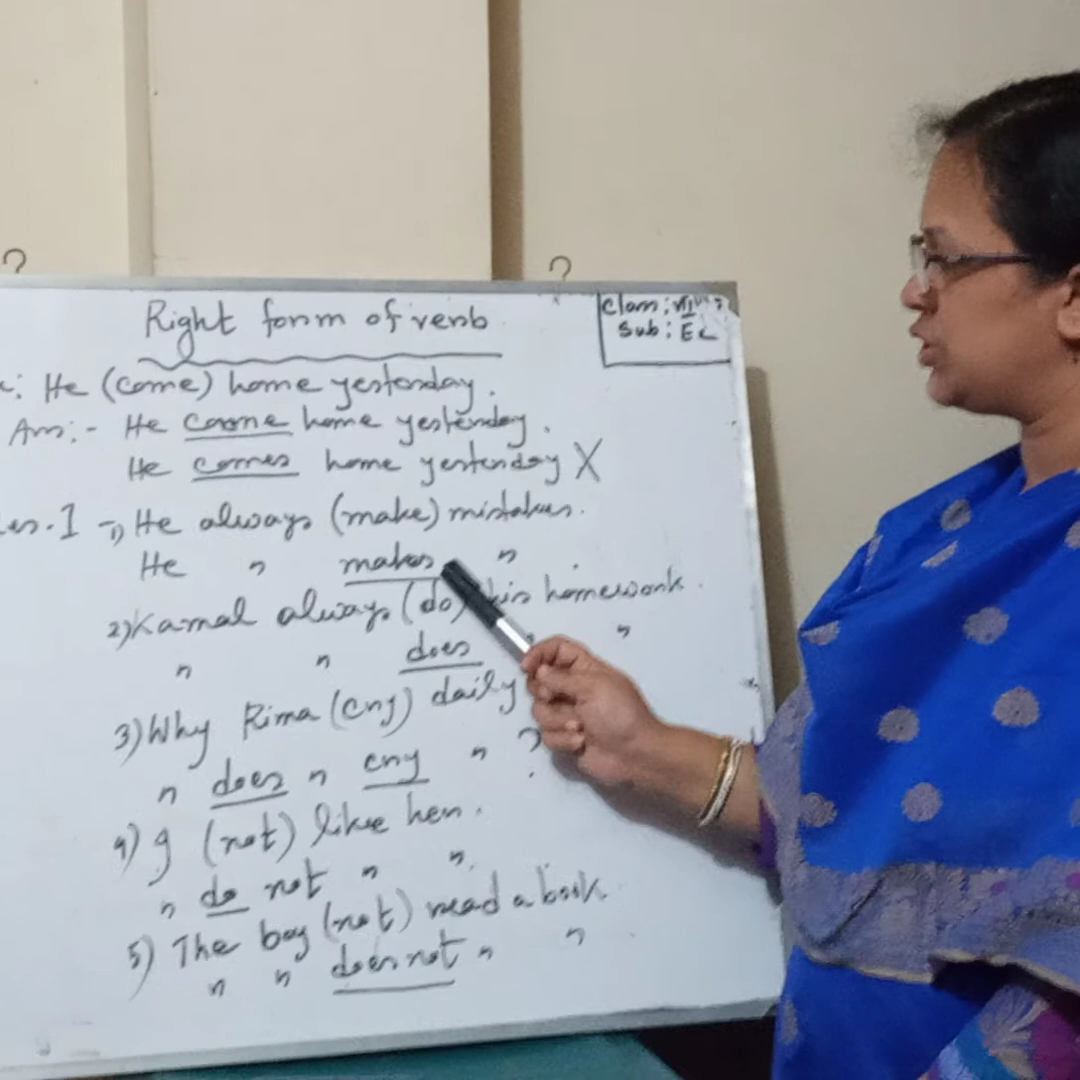 Right form of verb
Class: VII
Sub: E
: He (come) home yesterday.
Ans:- He came home yesterday.
He comes home yesterday X
les. 1 - 1) He always (make) mistakes.
He " makes "
2) Kamal always (do) his homework.
" " does " "
3) Why Rima (cry) daily
" does " cry " ?
4) I (not) like her.
" do not " ".
5) The boy (not) read a book.
" " does not " "